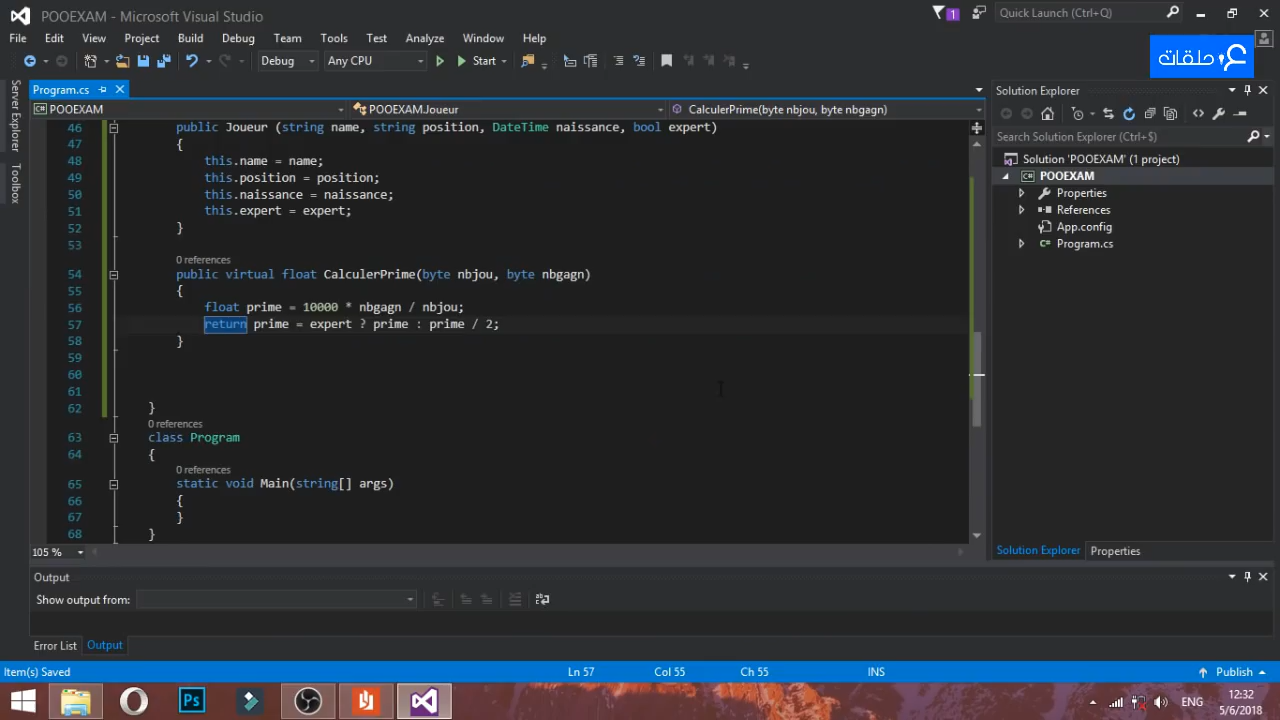 POOEXAM - Microsoft Visual Studio
1
Quick Launch (Ctrl+Q)
File Edit View Project Build Debug Team Tools Test Analyze Window Help
Debug Any CPU Start
حلقات
Server Explorer
Toolbox
Program.cs
POOEXAM POOEXAM.Joueur CalculerPrime(byte nbjou, byte nbgagn)
46 public Joueur (string name, string position, DateTime naissance, bool expert)
47 {
48 this.name = name;
49 this.position = position;
50 this.naissance = naissance;
51 this.expert = expert;
52 }
53
0 references
54 public virtual float CalculerPrime(byte nbjou, byte nbgagn)
55 {
56 float prime = 10000 * nbgagn / nbjou;
57 return prime = expert ? prime : prime / 2;
58 }
59
60
61
62 }
0 references
63 class Program
64 {
0 references
65 static void Main(string[] args)
66 {
67 }
68 }
105 %
Solution Explorer
Search Solution Explorer (Ctrl+$)
Solution 'POOEXAM' (1 project)
C# POOEXAM
Properties
References
App.config
C# Program.cs
Solution Explorer Properties
Output
Show output from:
Error List Output
Item(s) Saved Ln 57 Col 55 Ch 55 INS Publish
Ps
ENG
12:32
5/6/2018